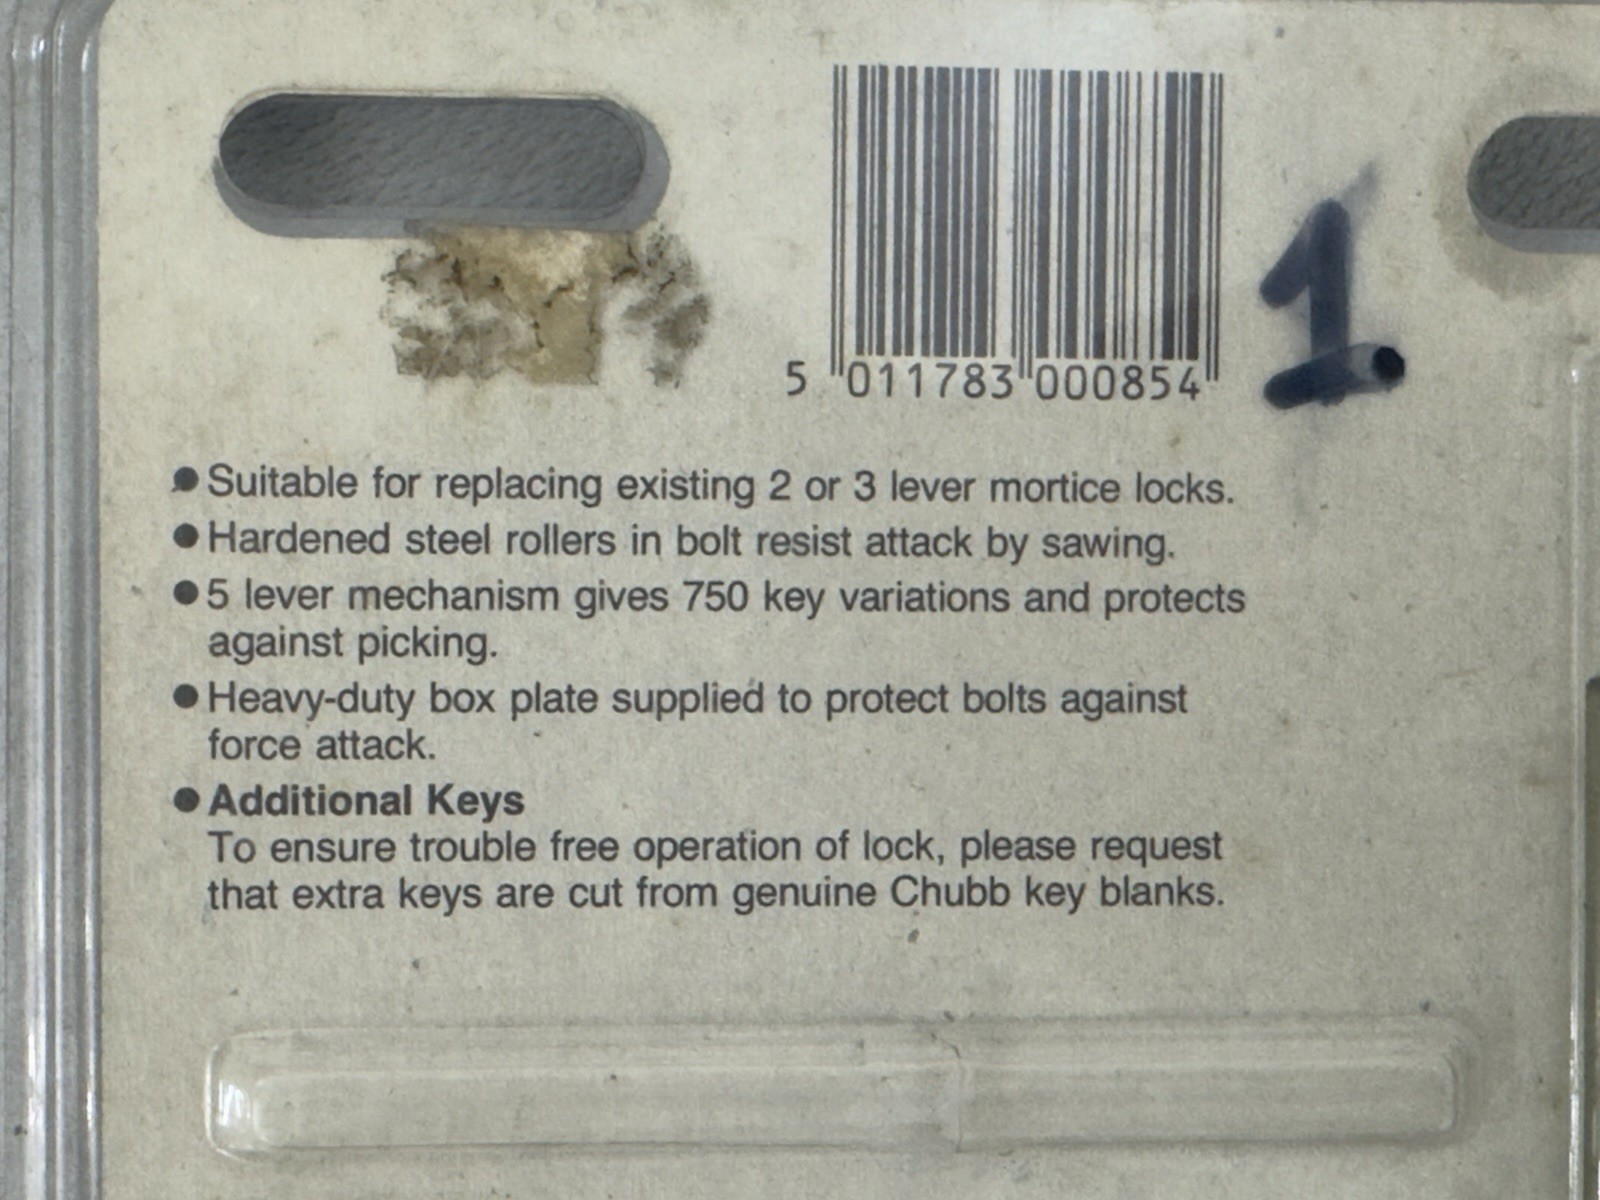 5 011783 000854
1
● Suitable for replacing existing 2 or 3 lever mortice locks.
● Hardened steel rollers in bolt resist attack by sawing.
● 5 lever mechanism gives 750 key variations and protects
against picking.
● Heavy-duty box plate supplied to protect bolts against
force attack.
● Additional Keys
To ensure trouble free operation of lock, please request
that extra keys are cut from genuine Chubb key blanks.